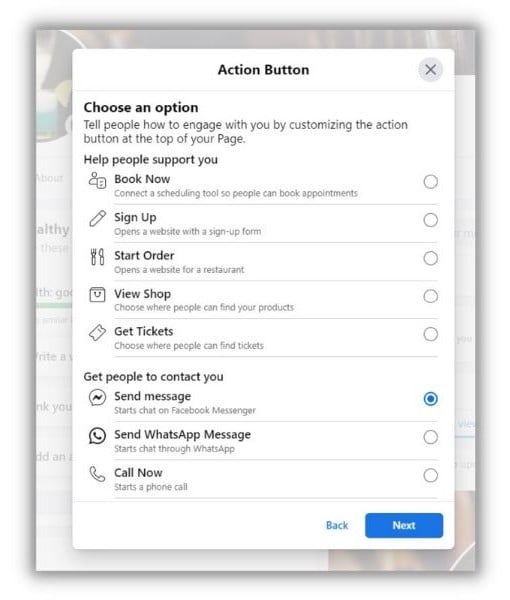 Action Button
Choose an option
Tell people how to engage with you by customizing the action
button at the top of your Page.
Help people support you
Book Now
Connect a scheduling tool so people can book appointments
Sign Up
Opens a website with a sign-up form
Start Order
Opens a website for a restaurant
View Shop
Choose where people can find your products
Get Tickets
Choose where people can find tickets
Get people to contact you
Send message
Starts chat on Facebook Messenger
Send WhatsApp Message
Starts chat through WhatsApp
Call Now
Starts a phone call
Back
Next
About